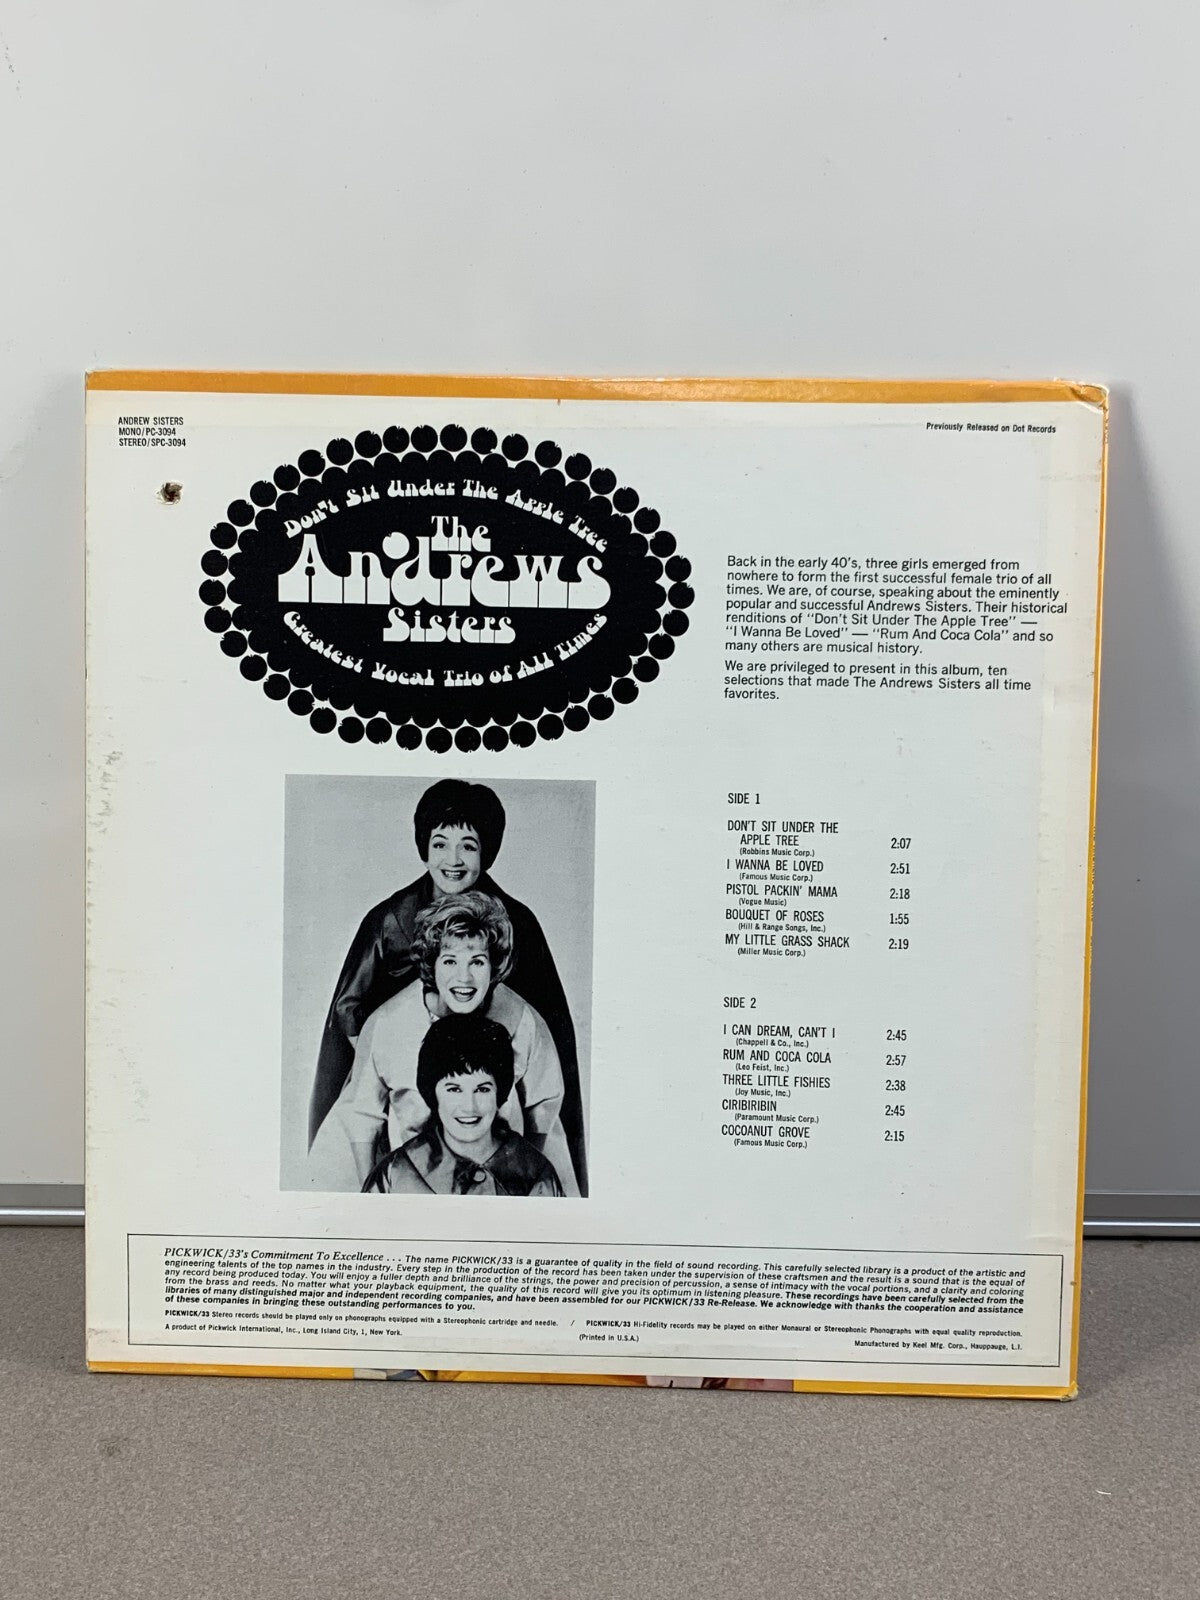 ANDREW SISTERS
MONO/PC-3094
STEREO/SPC-3094
Previously Released on Dot Records
Don't Sit Under The Apple Tree
The
Andrews
Sisters
Greatest Vocal Trio of All Times
Back in the early 40's, three girls emerged from
nowhere to form the first successful female trio of all
times. We are, of course, speaking about the eminently
popular and successful Andrews Sisters. Their historical
renditions of "Don't Sit Under The Apple Tree" —
"I Wanna Be Loved" — "Rum And Coca Cola" and so
many others are musical history.
We are privileged to present in this album, ten
selections that made The Andrews Sisters all time
favorites.
SIDE 1
DON'T SIT UNDER THE
APPLE TREE 2:07
(Robbins Music Corp.)
I WANNA BE LOVED 2:51
(Famous Music Corp.)
PISTOL PACKIN' MAMA 2:18
(Vogue Music)
BOUQUET OF ROSES 1:55
(Hill & Range Songs, Inc.)
MY LITTLE GRASS SHACK 2:19
(Miller Music Corp.)
SIDE 2
I CAN DREAM, CAN'T I 2:45
(Chappell & Co., Inc.)
RUM AND COCA COLA 2:57
(Leo Feist, Inc.)
THREE LITTLE FISHIES 2:38
(Joy Music, Inc.)
CIRIBIRIBIN 2:45
(Paramount Music Corp.)
COCOANUT GROVE 2:15
(Famous Music Corp.)
PICKWICK/33's Commitment To Excellence . . . The name PICKWICK/33 is a guarantee of quality in the field of sound recording. This carefully selected library is a product of the artistic and
engineering talents of the top names in the industry. Every step in the production of the record has been taken under the supervision of these craftsmen and the result is a sound that is the equal of
any record being produced today. You will enjoy a fuller depth and brilliance of the strings, the power and precision of percussion, a sense of intimacy with the vocal portions, and a clarity and coloring
from the brass and reeds. No matter what your playback equipment, the quality of this record will give you its optimum in listening pleasure. These recordings have been carefully selected from the
libraries of many distinguished major and independent recording companies, and have been assembled for our PICKWICK/33 Re-Release. We acknowledge with thanks the cooperation and assistance
of these companies in bringing these outstanding performances to you.
PICKWICK/33 Stereo records should be played only on phonographs equipped with a Stereophonic cartridge and needle. / PICKWICK/33 Hi-Fidelity records may be played on either Monaural or Stereophonic Phonographs with equal quality reproduction.
A product of Pickwick International, Inc., Long Island City, 1, New York. (Printed in U.S.A.) Manufactured by Keel Mfg. Corp., Hauppauge, L.I.